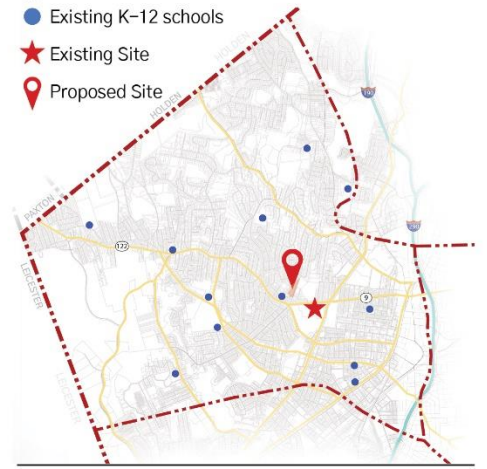 Existing K-12 schools
Existing Site
Proposed Site
HOLDEN
HOLDEN
190
PAXTON
LEICESTER
122
290
9
LEICESTER